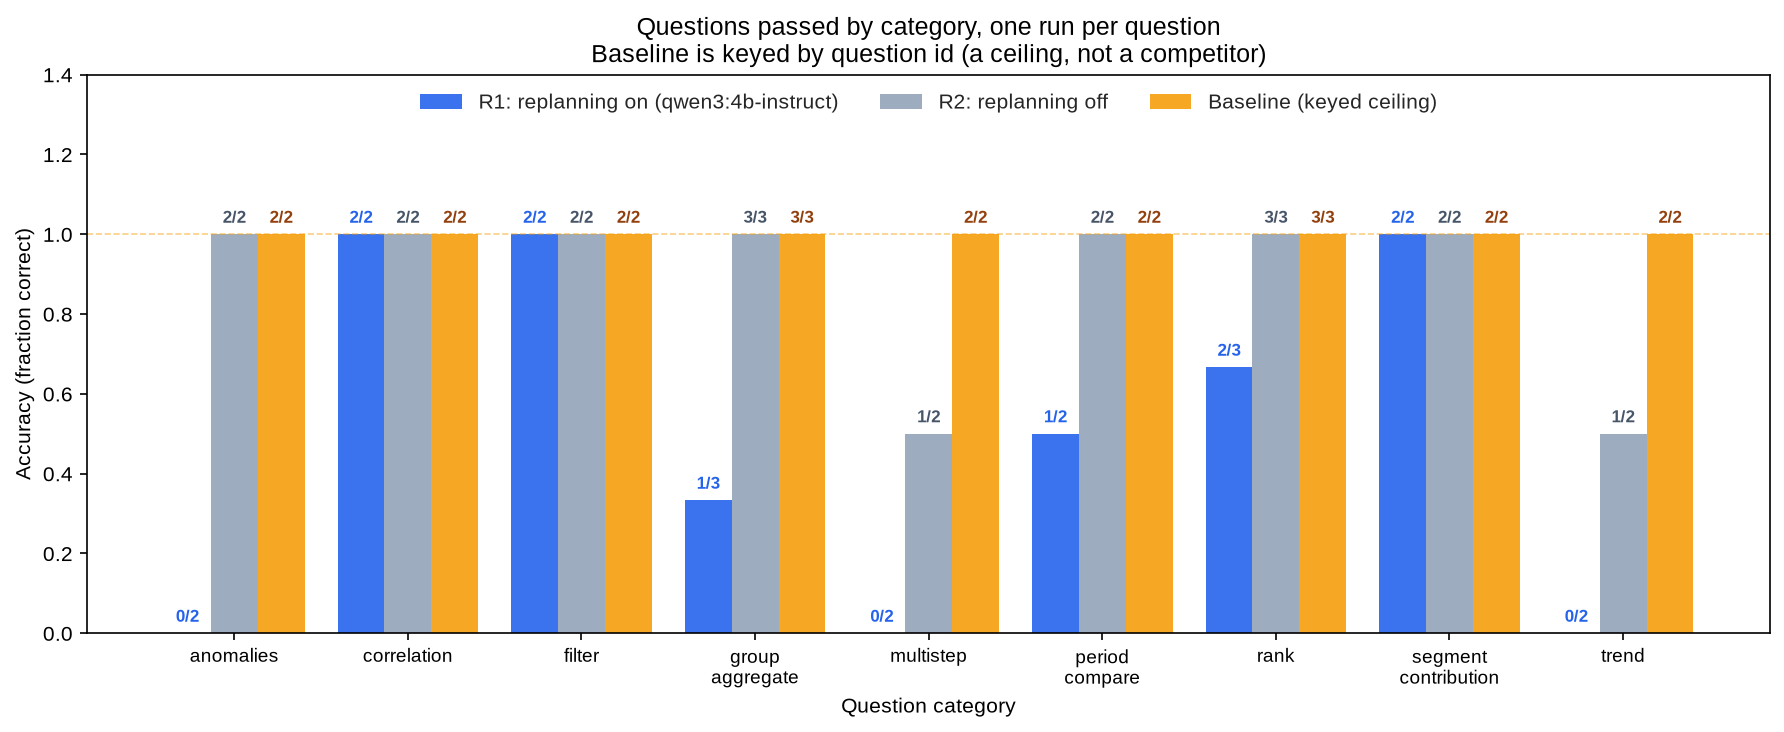 Questions passed by category, one run per question
Baseline is keyed by question id (a ceiling, not a competitor)
R1: replanning on (qwen3:4b-instruct) R2: replanning off Baseline (keyed ceiling)
Accuracy (fraction correct)
1.4
1.2
1.0
0.8
0.6
0.4
0.2
0.0
0/2 2/2 2/2
2/2 2/2 2/2
2/2 2/2 2/2
1/3 3/3 3/3
0/2 1/2 2/2
1/2 2/2 2/2
2/3 3/3 3/3
2/2 2/2 2/2
0/2 1/2 2/2
anomalies
correlation
filter
group
aggregate
multistep
period
compare
rank
segment
contribution
trend
Question category